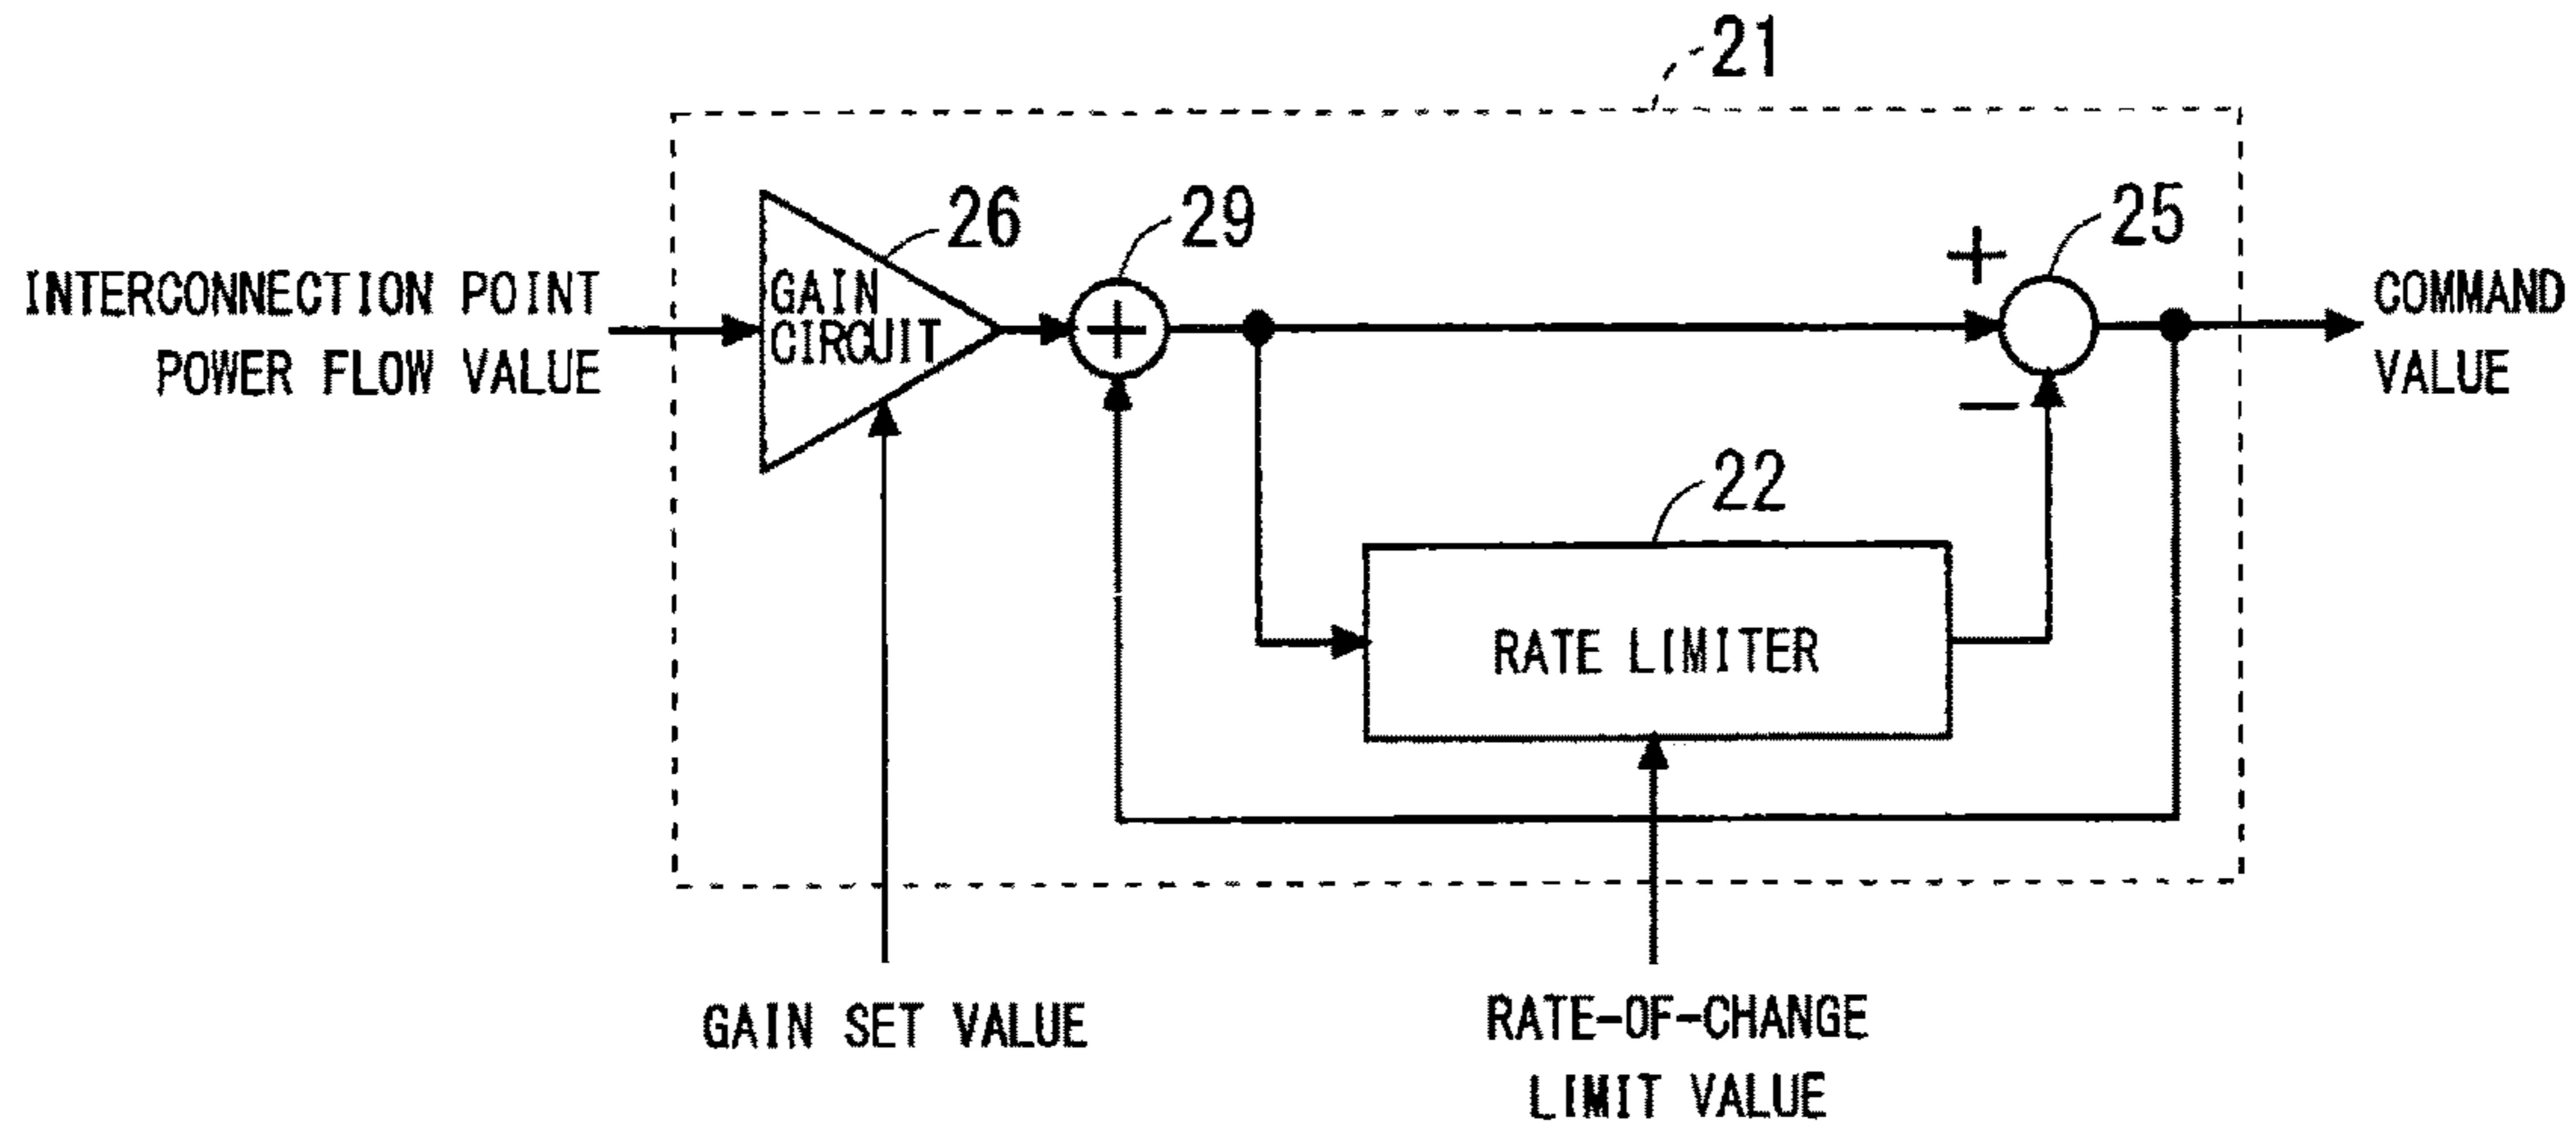 21
26
29
25
INTERCONNECTION POINT
POWER FLOW VALUE
GAIN
CIRCUIT
+
+
−
COMMAND
VALUE
22
RATE LIMITER
GAIN SET VALUE
RATE-OF-CHANGE
LIMIT VALUE